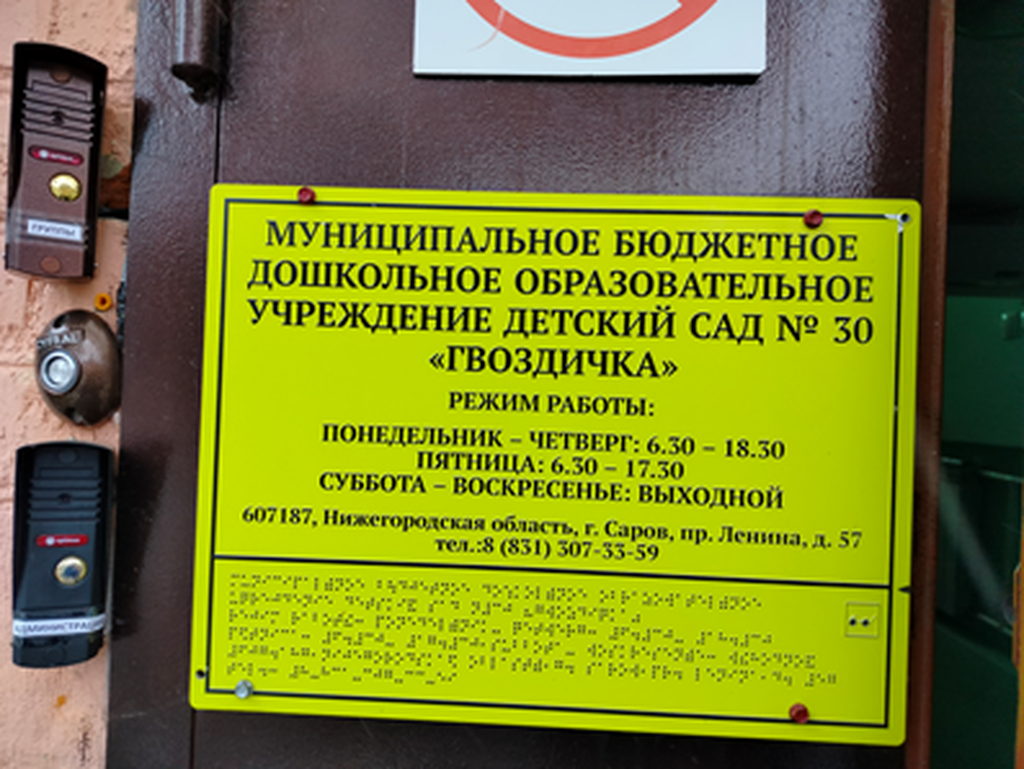 ГРУППЫ
МУНИЦИПАЛЬНОЕ БЮДЖЕТНОЕ
ДОШКОЛЬНОЕ ОБРАЗОВАТЕЛЬНОЕ
УЧРЕЖДЕНИЕ ДЕТСКИЙ САД № 30
«ГВОЗДИЧКА»
РЕЖИМ РАБОТЫ:
ПОНЕДЕЛЬНИК – ЧЕТВЕРГ: 6.30 – 18.30
ПЯТНИЦА: 6.30 – 17.30
СУББОТА – ВОСКРЕСЕНЬЕ: ВЫХОДНОЙ
607187, Нижегородская область, г. Саров, пр. Ленина, д. 57
тел.:8 (831) 307-33-59
АДМИНИСТРАЦИ